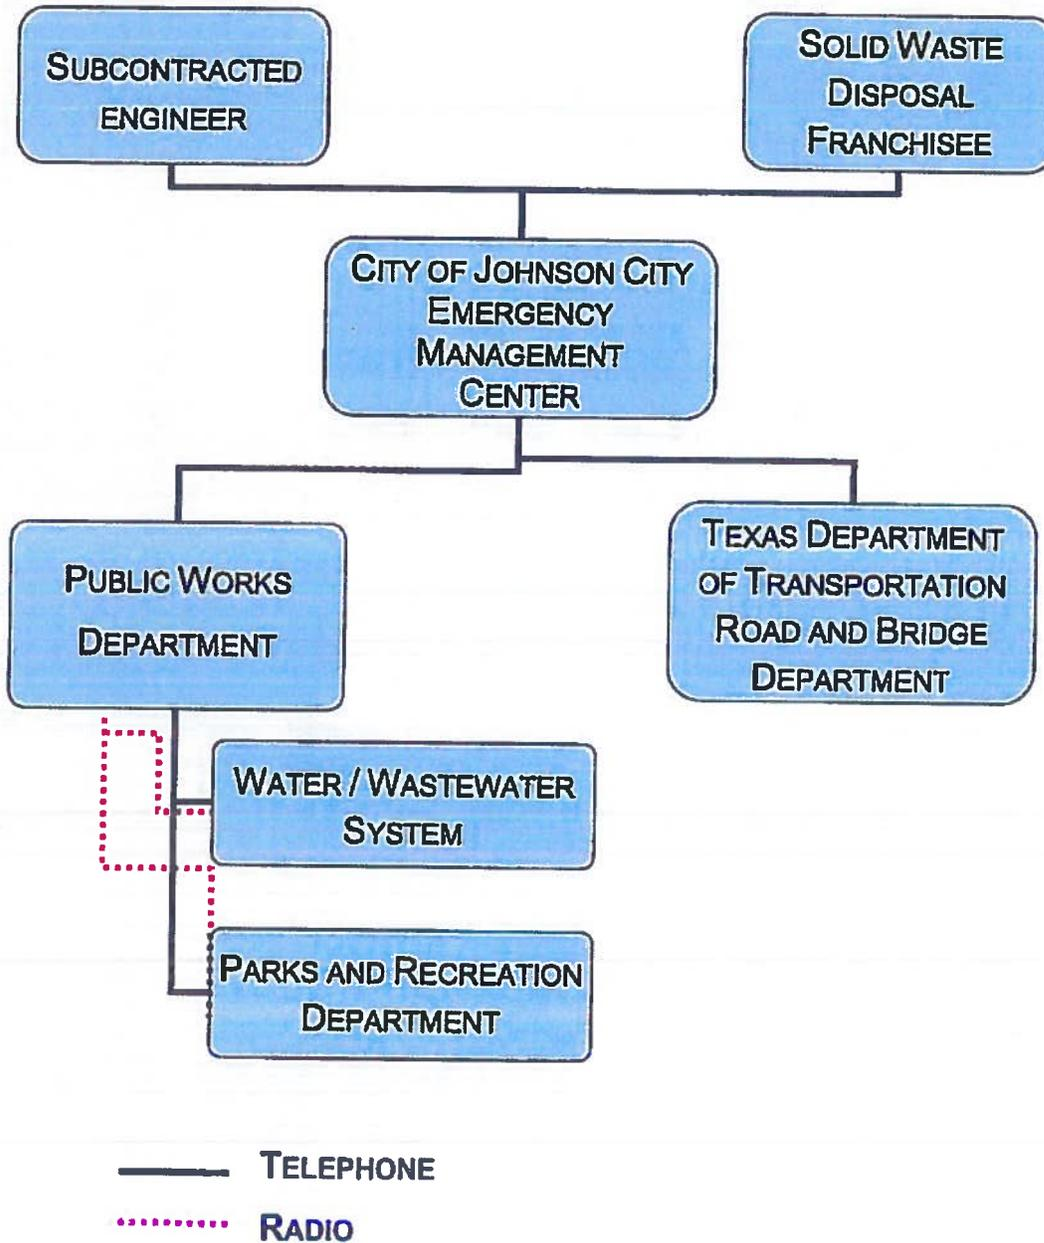 SUBCONTRACTED
ENGINEER
SOLID WASTE
DISPOSAL
FRANCHISEE
CITY OF JOHNSON CITY
EMERGENCY
MANAGEMENT
CENTER
PUBLIC WORKS
DEPARTMENT
TEXAS DEPARTMENT
OF TRANSPORTATION
ROAD AND BRIDGE
DEPARTMENT
WATER / WASTEWATER
SYSTEM
PARKS AND RECREATION
DEPARTMENT
TELEPHONE
RADIO